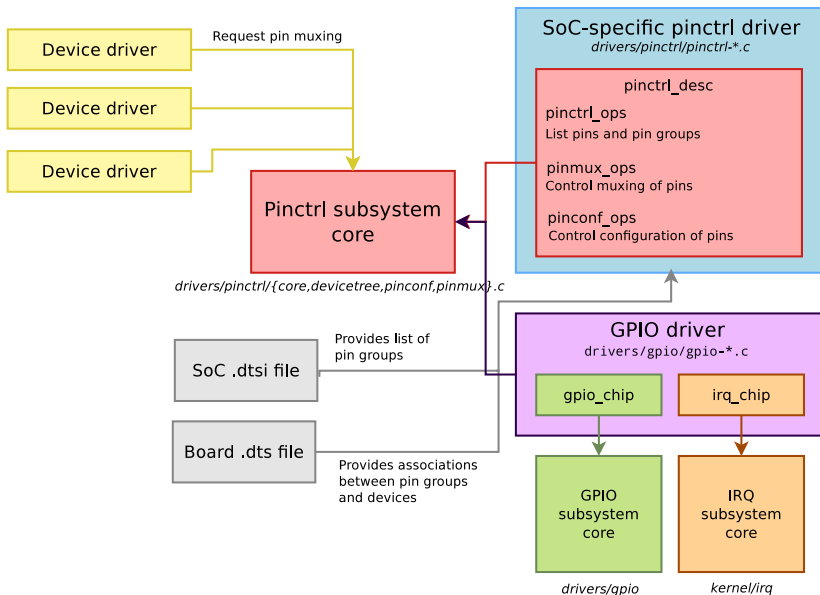 Device driver
Request pin muxing
Device driver
Device driver
Pinctrl subsystem
core
drivers/pinctrl/{core,devicetree,pinconf,pinmux}.c
SoC-specific pinctrl driver
drivers/pinctrl/pinctrl-*.c
pinctrl_desc
pinctrl_ops
List pins and pin groups
pinmux_ops
Control muxing of pins
pinconf_ops
Control configuration of pins
SoC .dtsi file
Provides list of
pin groups
Board .dts file
Provides associations
between pin groups
and devices
GPIO driver
drivers/gpio/gpio-*.c
gpio_chip
irq_chip
GPIO
subsystem
core
IRQ
subsystem
core
drivers/gpio
kernel/irq